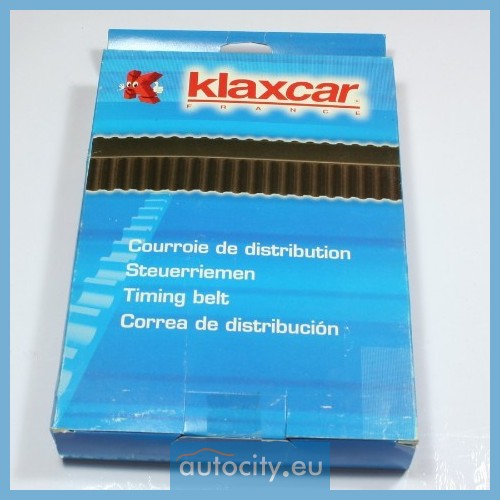 klaxcar
FRANCE
Courroie de distribution
Steuerriemen
Timing belt
Correa de distribución
autocity.eu